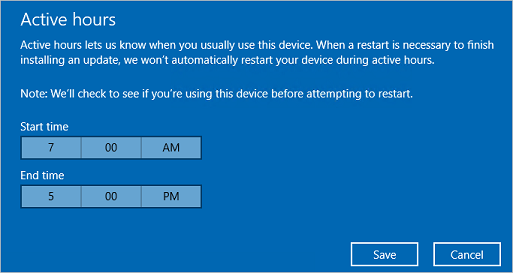 Active hours
Active hours lets us know when you usually use this device. When a restart is necessary to finish
installing an update, we won't automatically restart your device during active hours.
Note: We'll check to see if you're using this device before attempting to restart.
Start time
7 00 AM
End time
5 00 PM
Save Cancel